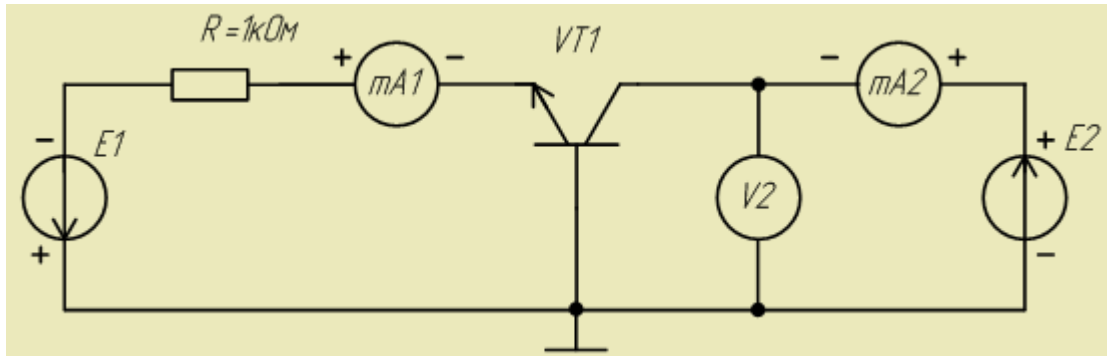 R=1кОм
VT1
+ mA1 -
- mA2 +
- E1 +
V2
+ E2 -